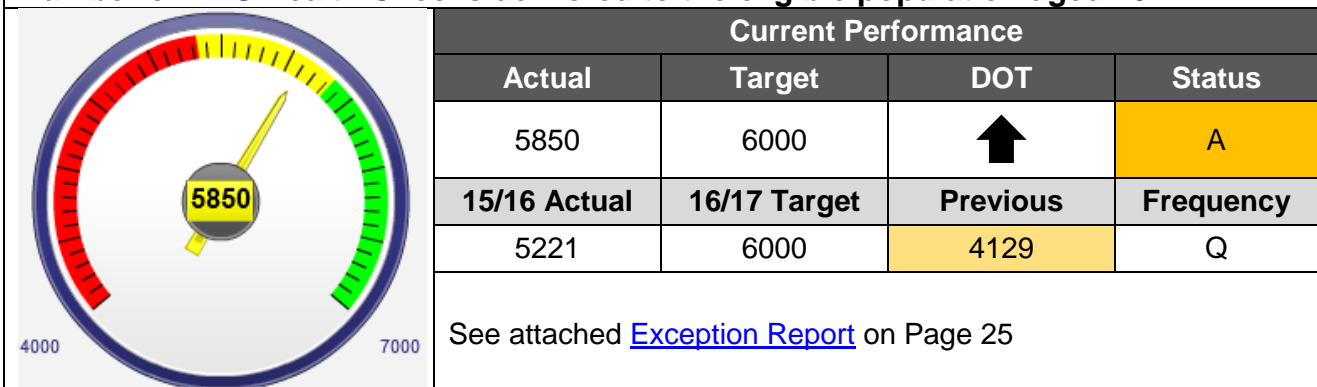 Current Performance
Actual Target DOT Status
5850 6000 A
15/16 Actual 16/17 Target Previous Frequency
5221 6000 4129 Q
See attached Exception Report on Page 25
5850
4000 7000